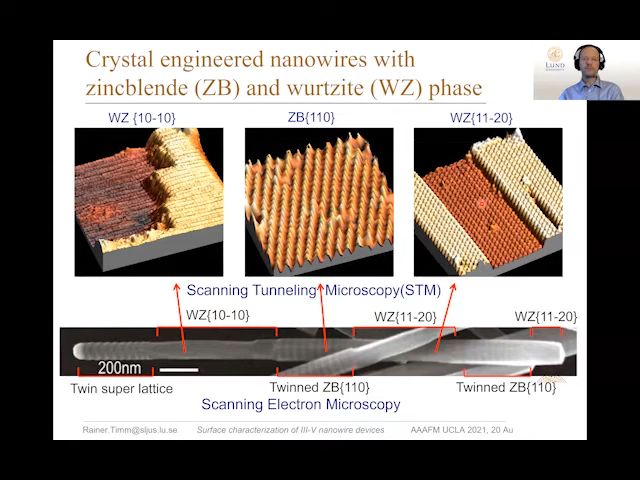 Crystal engineered nanowires with
zincblende (ZB) and wurtzite (WZ) phase
LUND
WZ {10-10}
ZB{110}
WZ{11-20}
Scanning Tunneling Microscopy(STM)
WZ{10-10}
WZ{11-20}
WZ{11-20}
200nm
Twin super lattice
Twinned ZB{110}
Twinned ZB{110}
Scanning Electron Microscopy
Rainer.Timm@sljus.lu.se
Surface characterization of III-V nanowire devices
AAAFM UCLA 2021, 20 Au